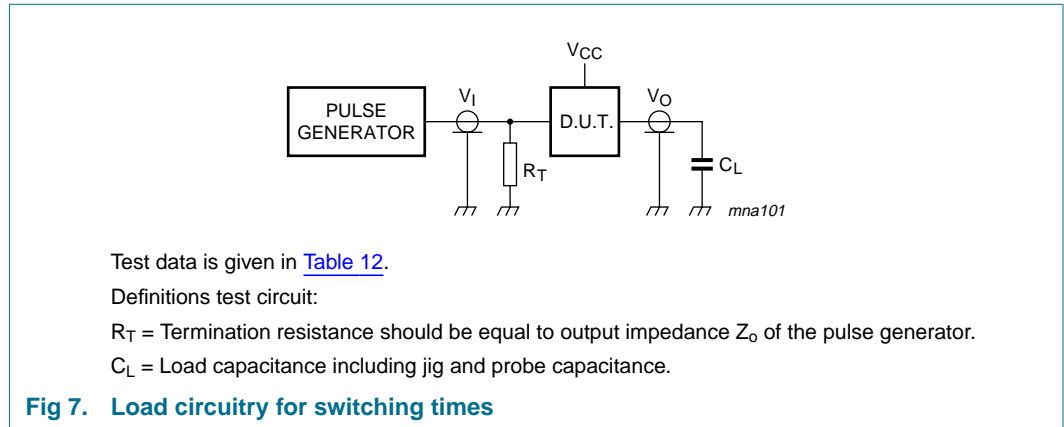 VCC
PULSE
GENERATOR
VI
D.U.T.
VO
RT
CL
mna101
Test data is given in Table 12.
Definitions test circuit:
RT = Termination resistance should be equal to output impedance Zo of the pulse generator.
CL = Load capacitance including jig and probe capacitance.
Fig 7. Load circuitry for switching times